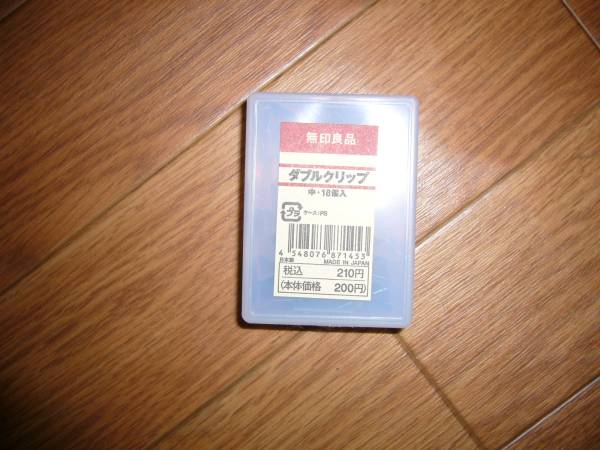 無印良品
ダブルクリップ
中・18個入
プラ ケース:PS
4 548076 871453
日本製 MADE IN JAPAN
税込 210円
(本体価格 200円)